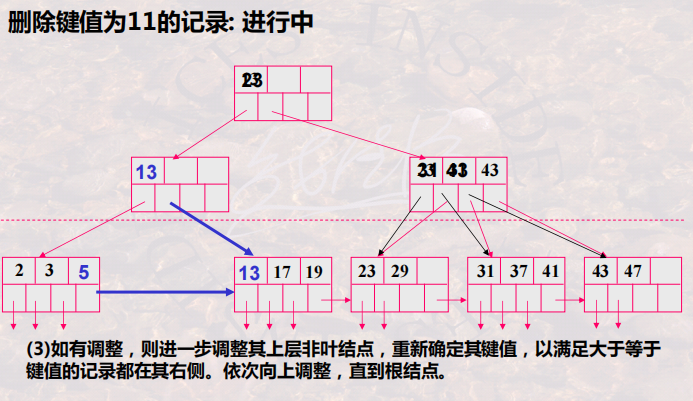 删除键值为11的记录: 进行中
13
43
2 3 5
13 17 19
23 29
31 37 41
43 47
(3)如有调整，则进一步调整其上层非叶结点，重新确定其键值，以满足大于等于
键值的记录都在其右侧。依次向上调整，直到根结点。